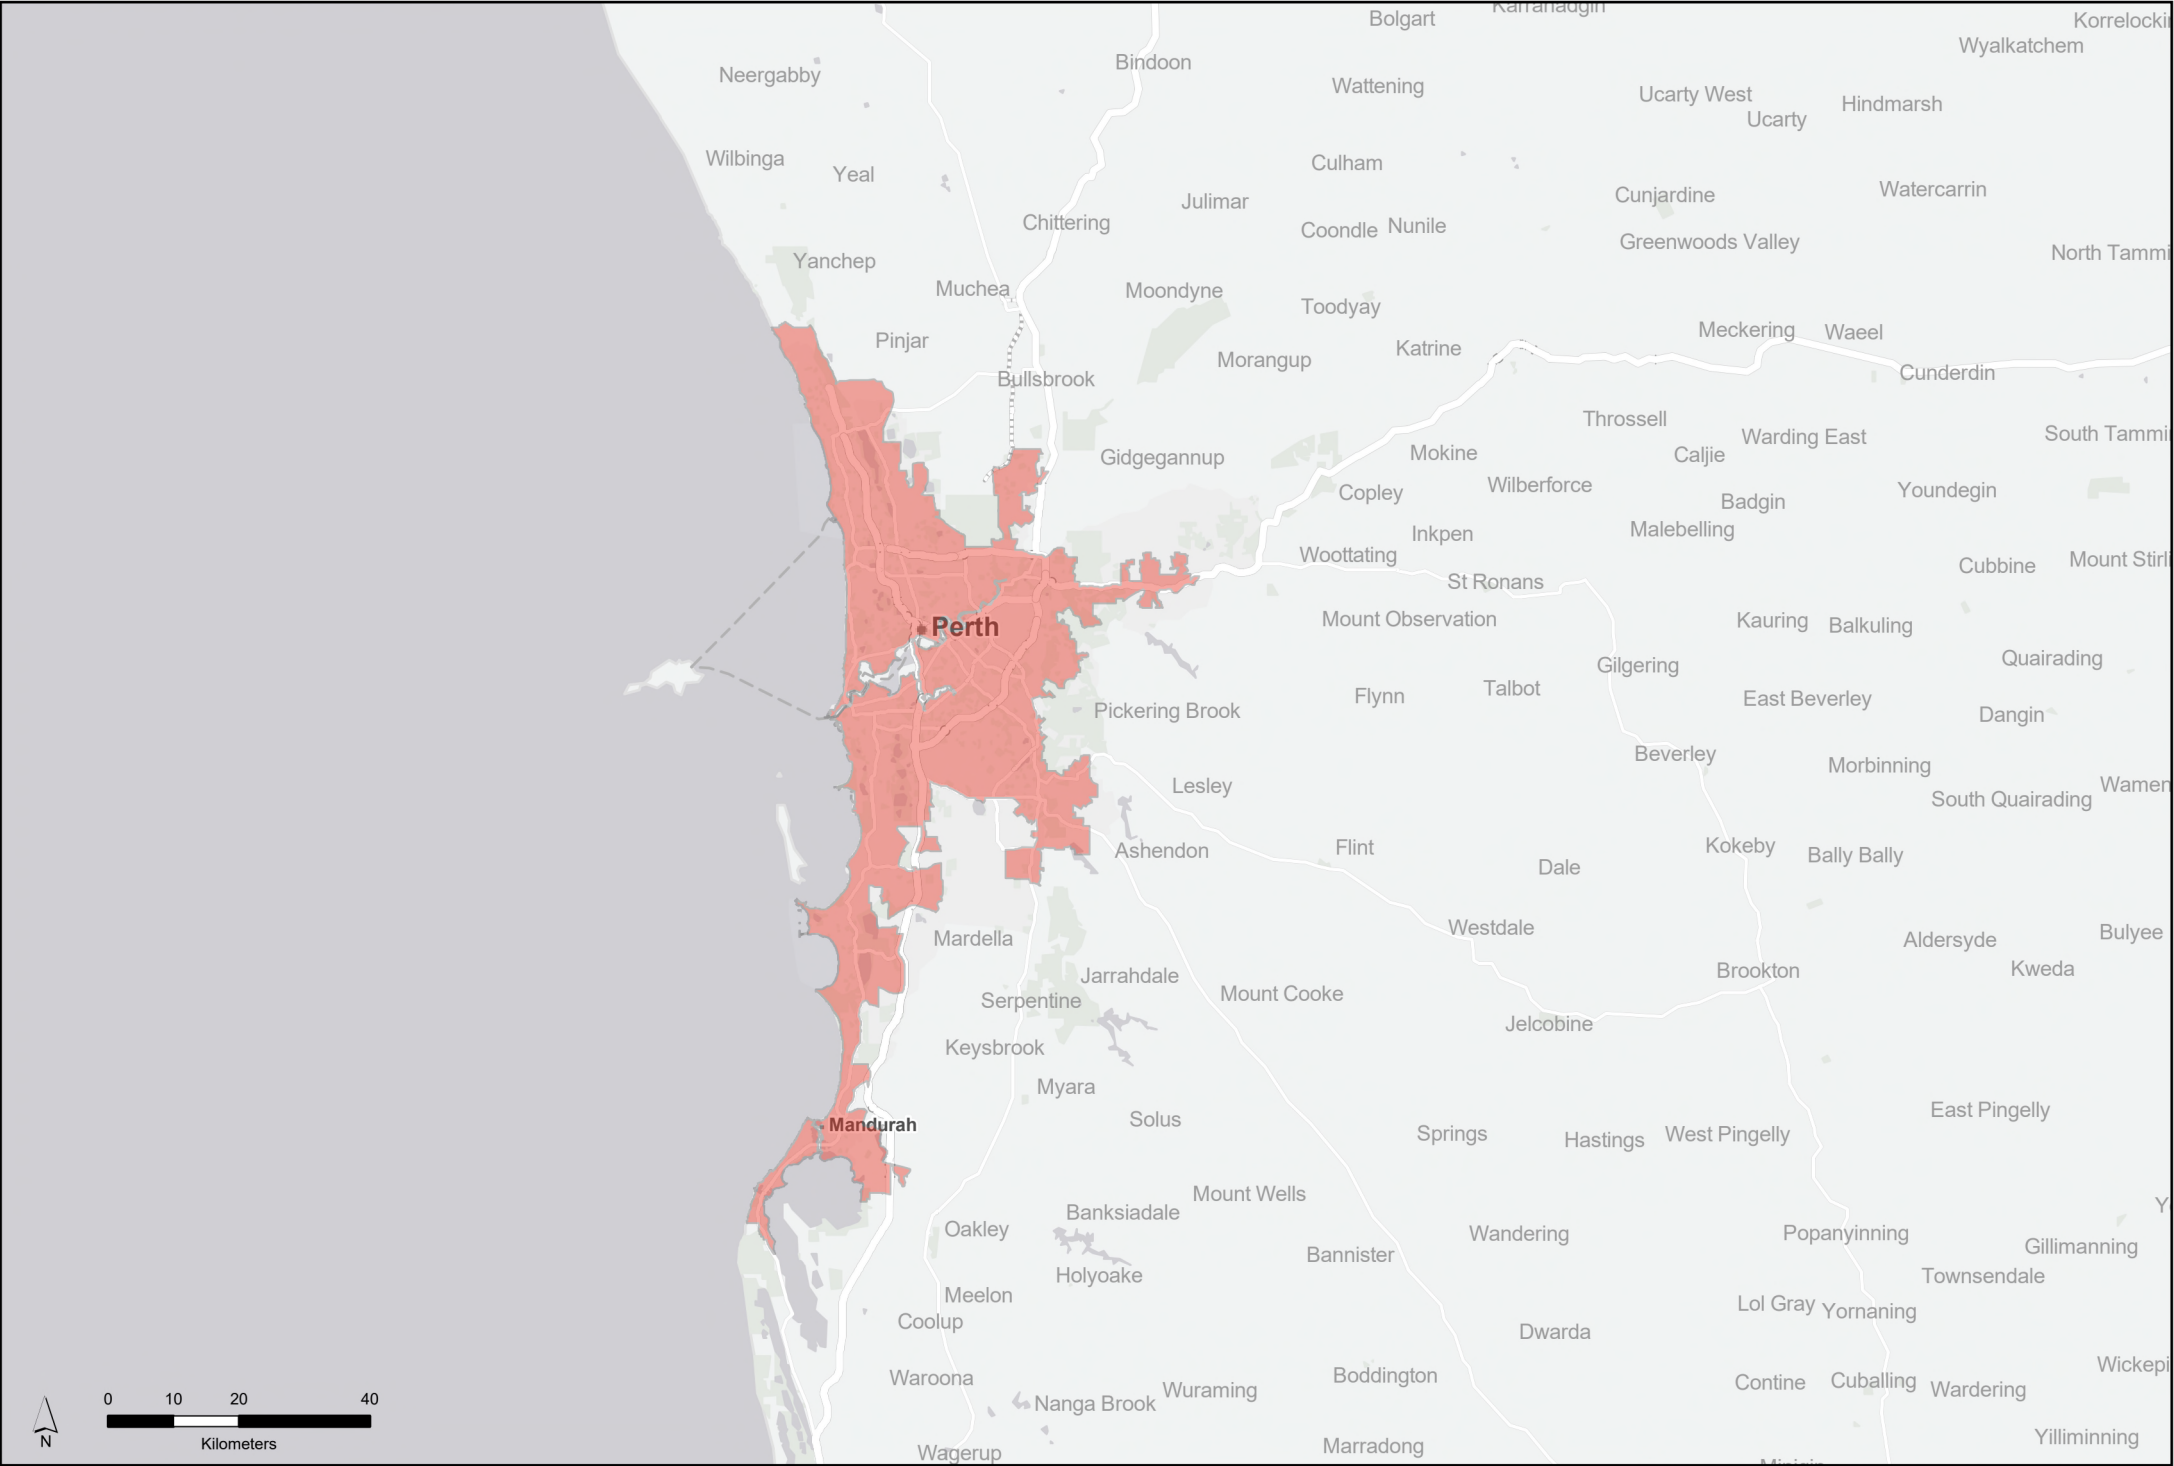 Karranadgin
Bolgart
Wyalkatchem
Bindoon
Neergabby
Wattening
Ucarty West
Hindmarsh
Ucarty
Wilbinga
Culham
Yeal
Watercarrin
Cunjardine
Julimar
Chittering
Nunile
Coondle
Greenwoods Valley
North Tammi
Yanchep
Muchea
Moondyne
Toodyay
Meckering
Waeel
Pinjar
Katrine
Morangup
Cunderdin
Bullsbrook
Throssell
South Tammi
Warding East
Mokine
Caljie
Gidgegannup
Wilberforce
Copley
Youndegin
Badgin
Malebelling
Inkpen
Woottating
Mount Stirli
Cubbine
St Ronans
Mount Observation
Kauring
Balkuling
Perth
Quairading
Gilgering
Talbot
Flynn
East Beverley
Pickering Brook
Dangin
Beverley
Morbinning
Lesley
Wamen
South Quairading
Kokeby
Flint
Ashendon
Bally Bally
Dale
Westdale
Bulyee
Mardella
Aldersyde
Kweda
Brookton
Jarrahdale
Mount Cooke
Serpentine
Jelcobine
Keysbrook
Myara
East Pingelly
Solus
Mandurah
Springs
West Pingelly
Hastings
Mount Wells
Y
Banksiadale
Oakley
Wandering
Popanyinning
Gillimanning
Bannister
Holyoake
Townsendale
Meelon
Lol Gray
Yornaning
Coolup
Dwarda
Wickepi
Boddington
Waroona
Cuballing
Contine
Wuraming
Wardering
Nanga Brook
0 10 20 40
Kilometers
N
Yilliminning
Marradong
Wagerup